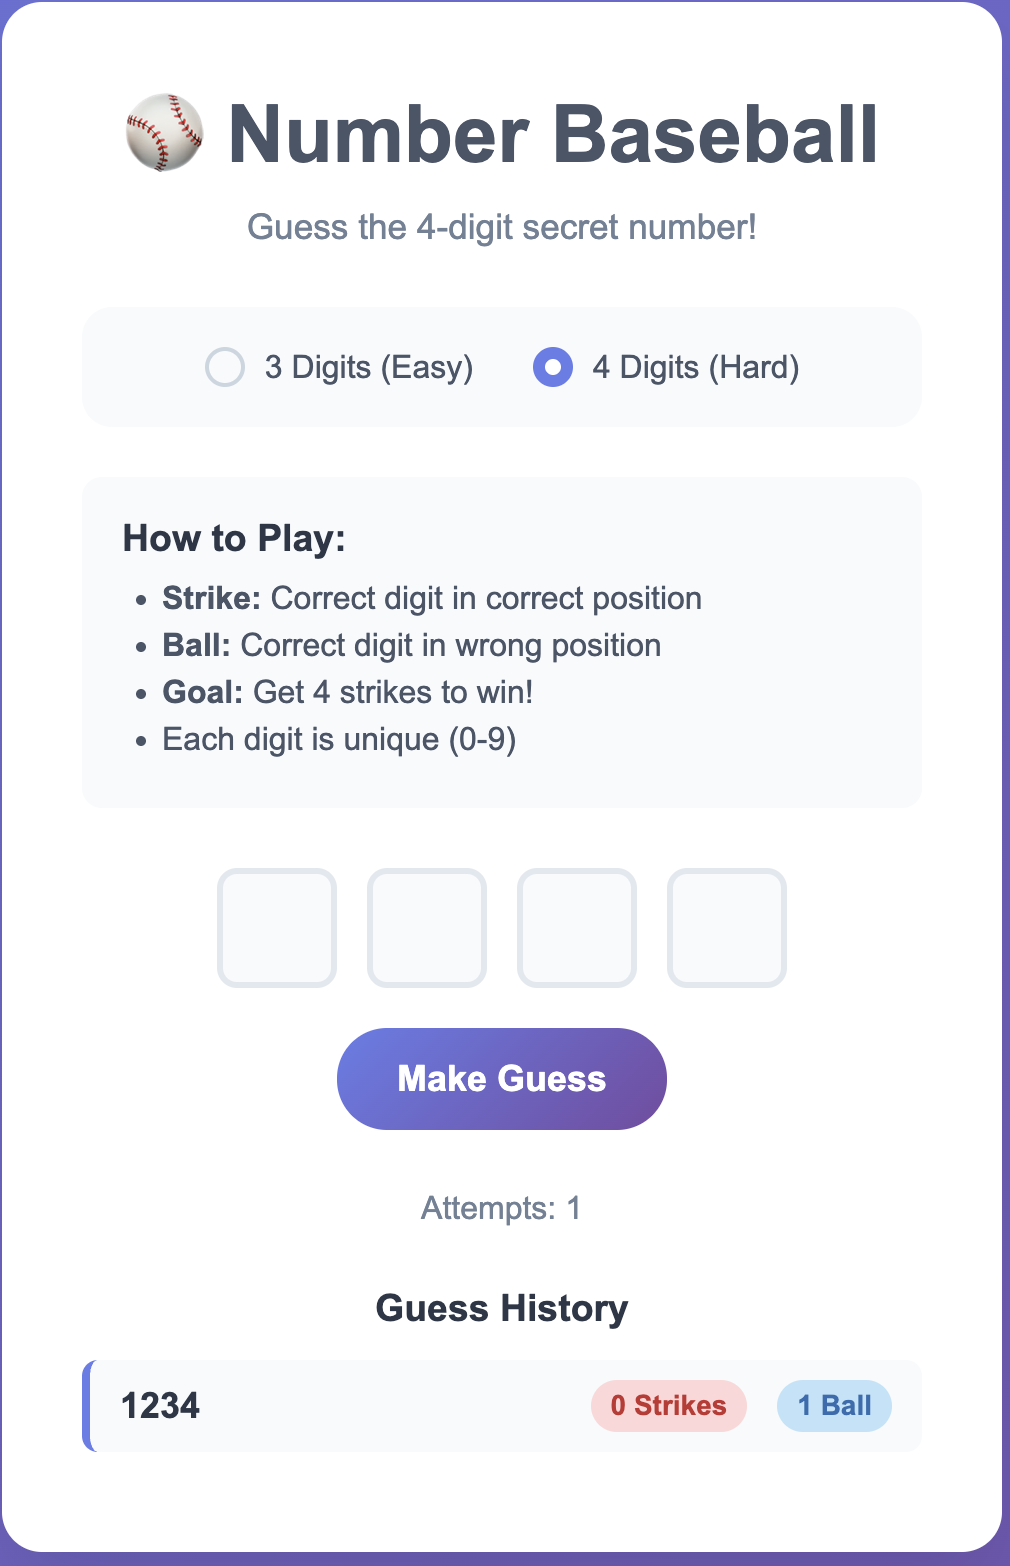 Number Baseball
Guess the 4-digit secret number!
3 Digits (Easy) 4 Digits (Hard)
How to Play:
• Strike: Correct digit in correct position
• Ball: Correct digit in wrong position
• Goal: Get 4 strikes to win!
• Each digit is unique (0-9)
Make Guess
Attempts: 1
Guess History
1234 0 Strikes 1 Ball